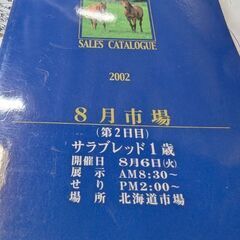 SALES CATALOGUE
2002
8月市場
(第2日目)
サラブレッド1歳
開催日 8月6日(火)
展示 AM8:30~
せり PM2:00~
場所 北海道市場